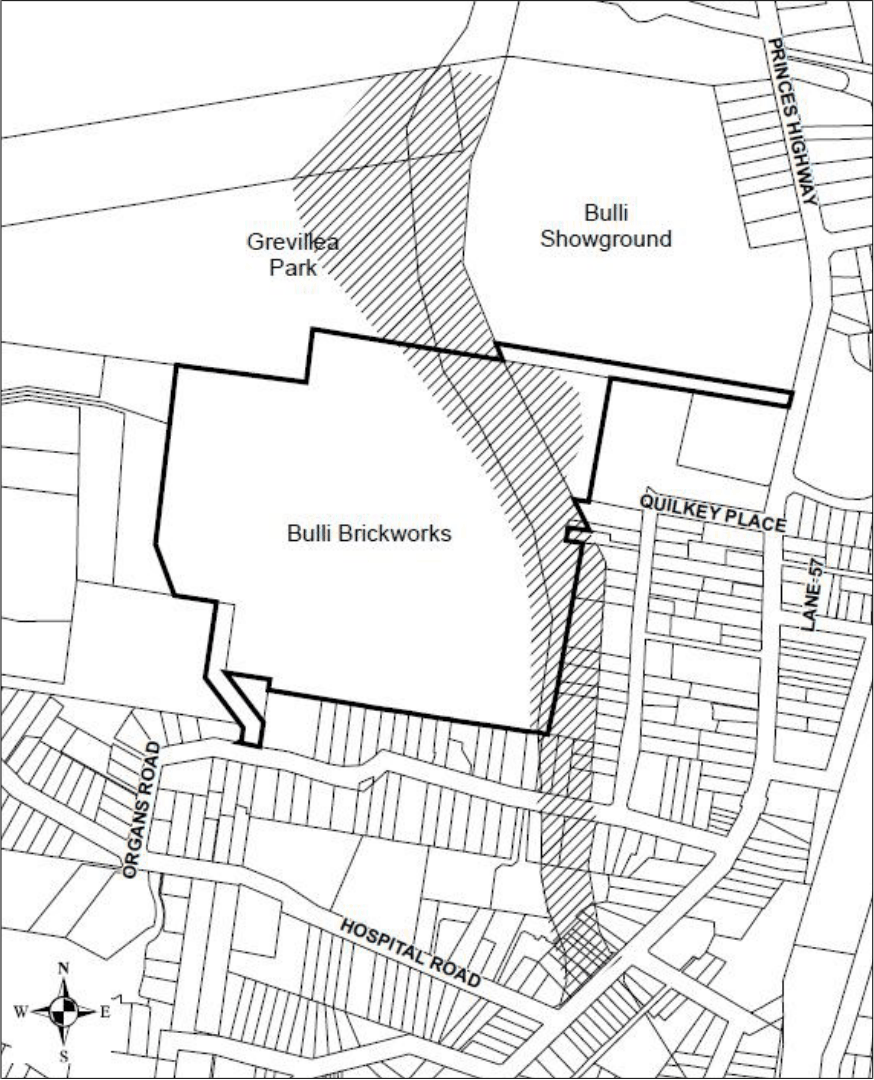 PRINCES HIGHWAY
Bulli
Showground
Grevillea
Park
Bulli Brickworks
QUILKEY PLACE
LANE 57
ORGANS ROAD
HOSPITAL ROAD
N
W
E
S